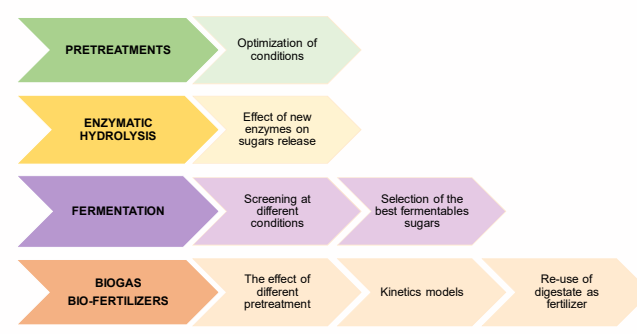 PRETREATMENTS
Optimization of
conditions
ENZYMATIC
HYDROLYSIS
Effect of new
enzymes on
sugars release
FERMENTATION
Screening at
different
conditions
Selection of the
best fermentables
sugars
BIOGAS
BIO-FERTILIZERS
The effect of
different
pretreatment
Kinetics models
Re-use of
digestate as
fertilizer